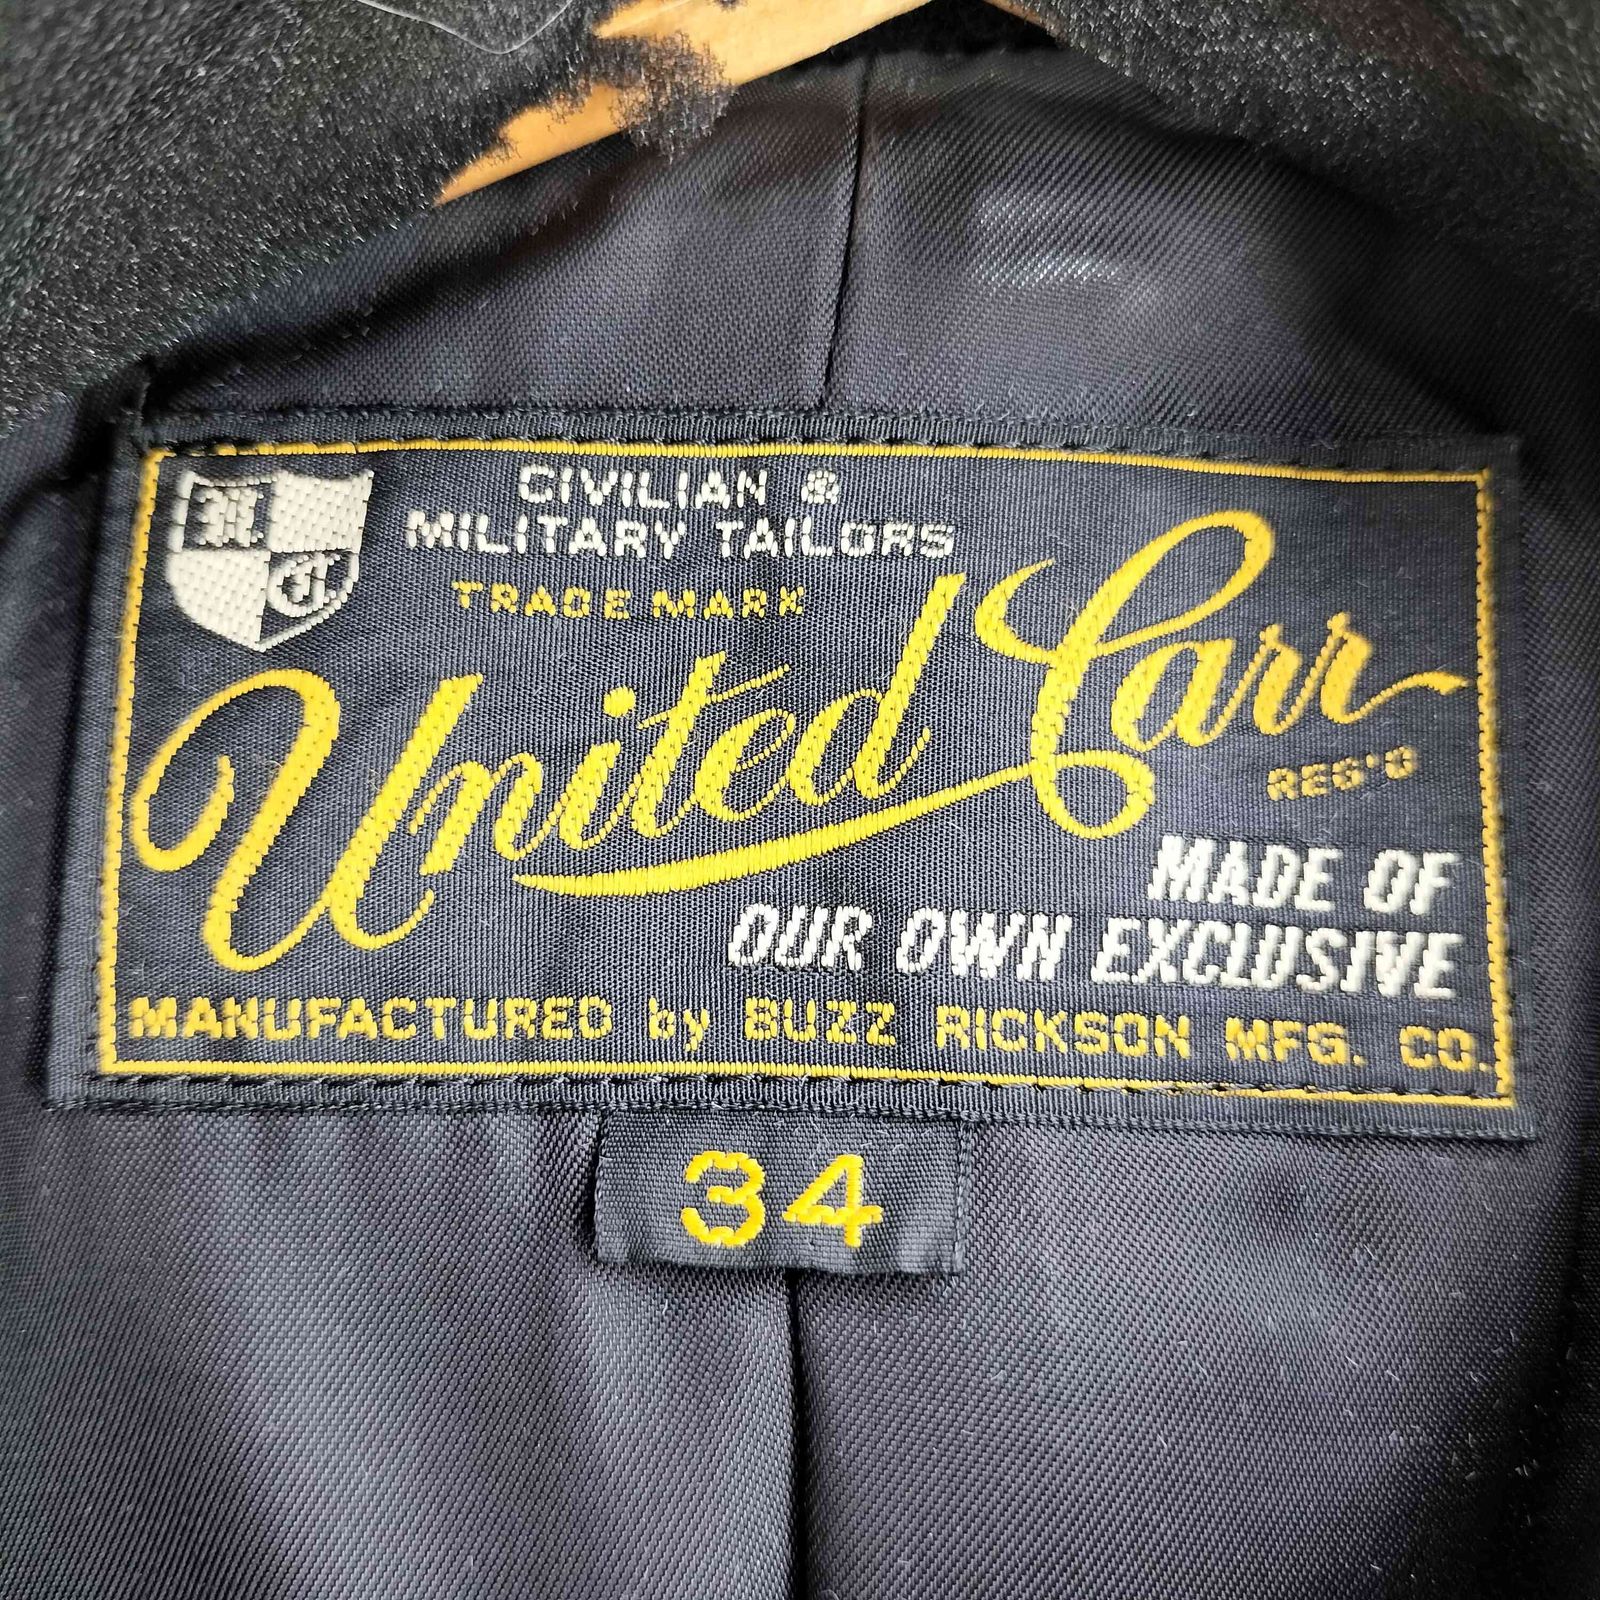 CIVILIAN &
MILITARY TAILORS
TRADE MARK
United Carr
REG'D
MADE OF
OUR OWN EXCLUSIVE
MANUFACTURED by BUZZ RICKSON MFG. CO.
34